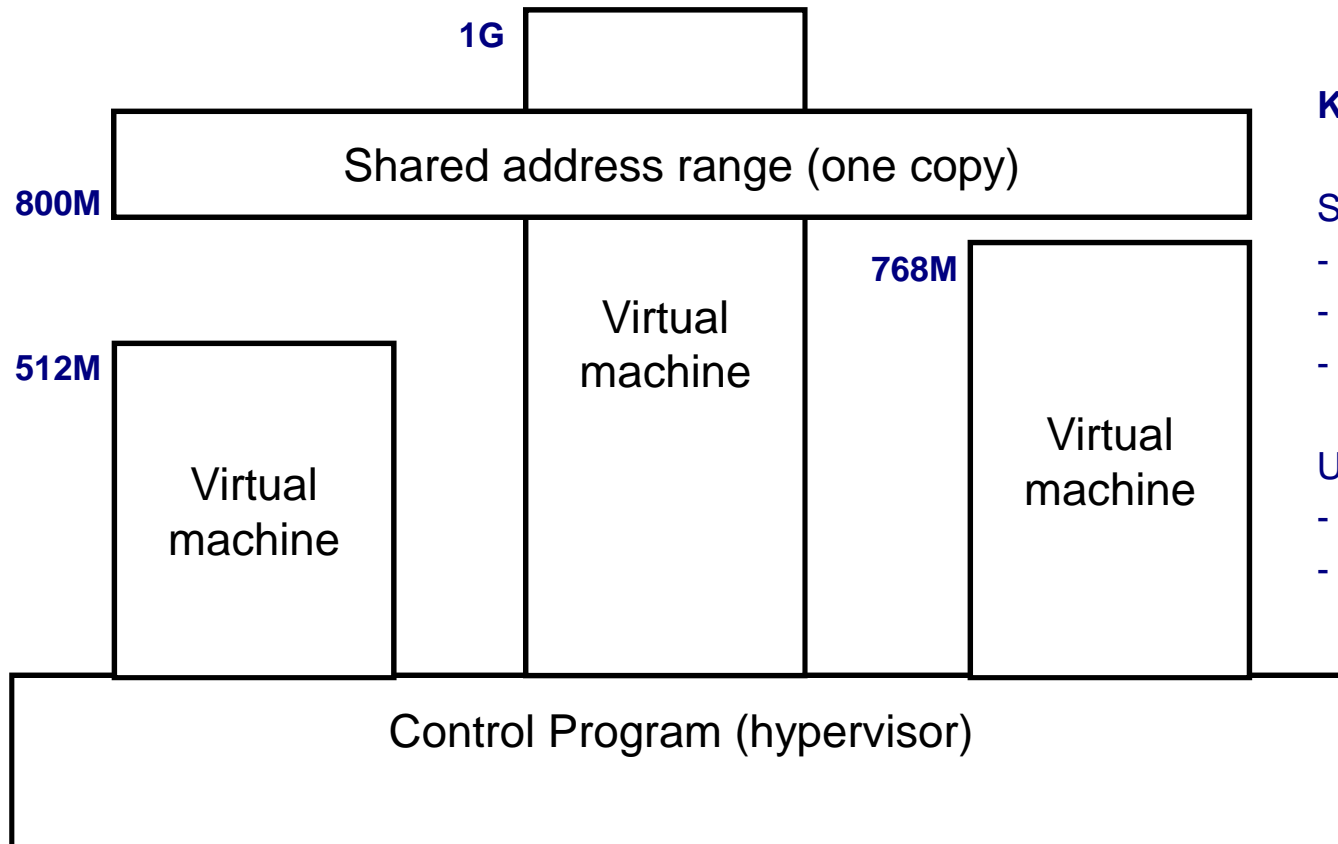 1G
Shared address range (one copy)
800M
768M
512M
Virtual
machine
Virtual
machine
Virtual
machine
Control Program (hypervisor)
K
S
-
-
-
U
-
-